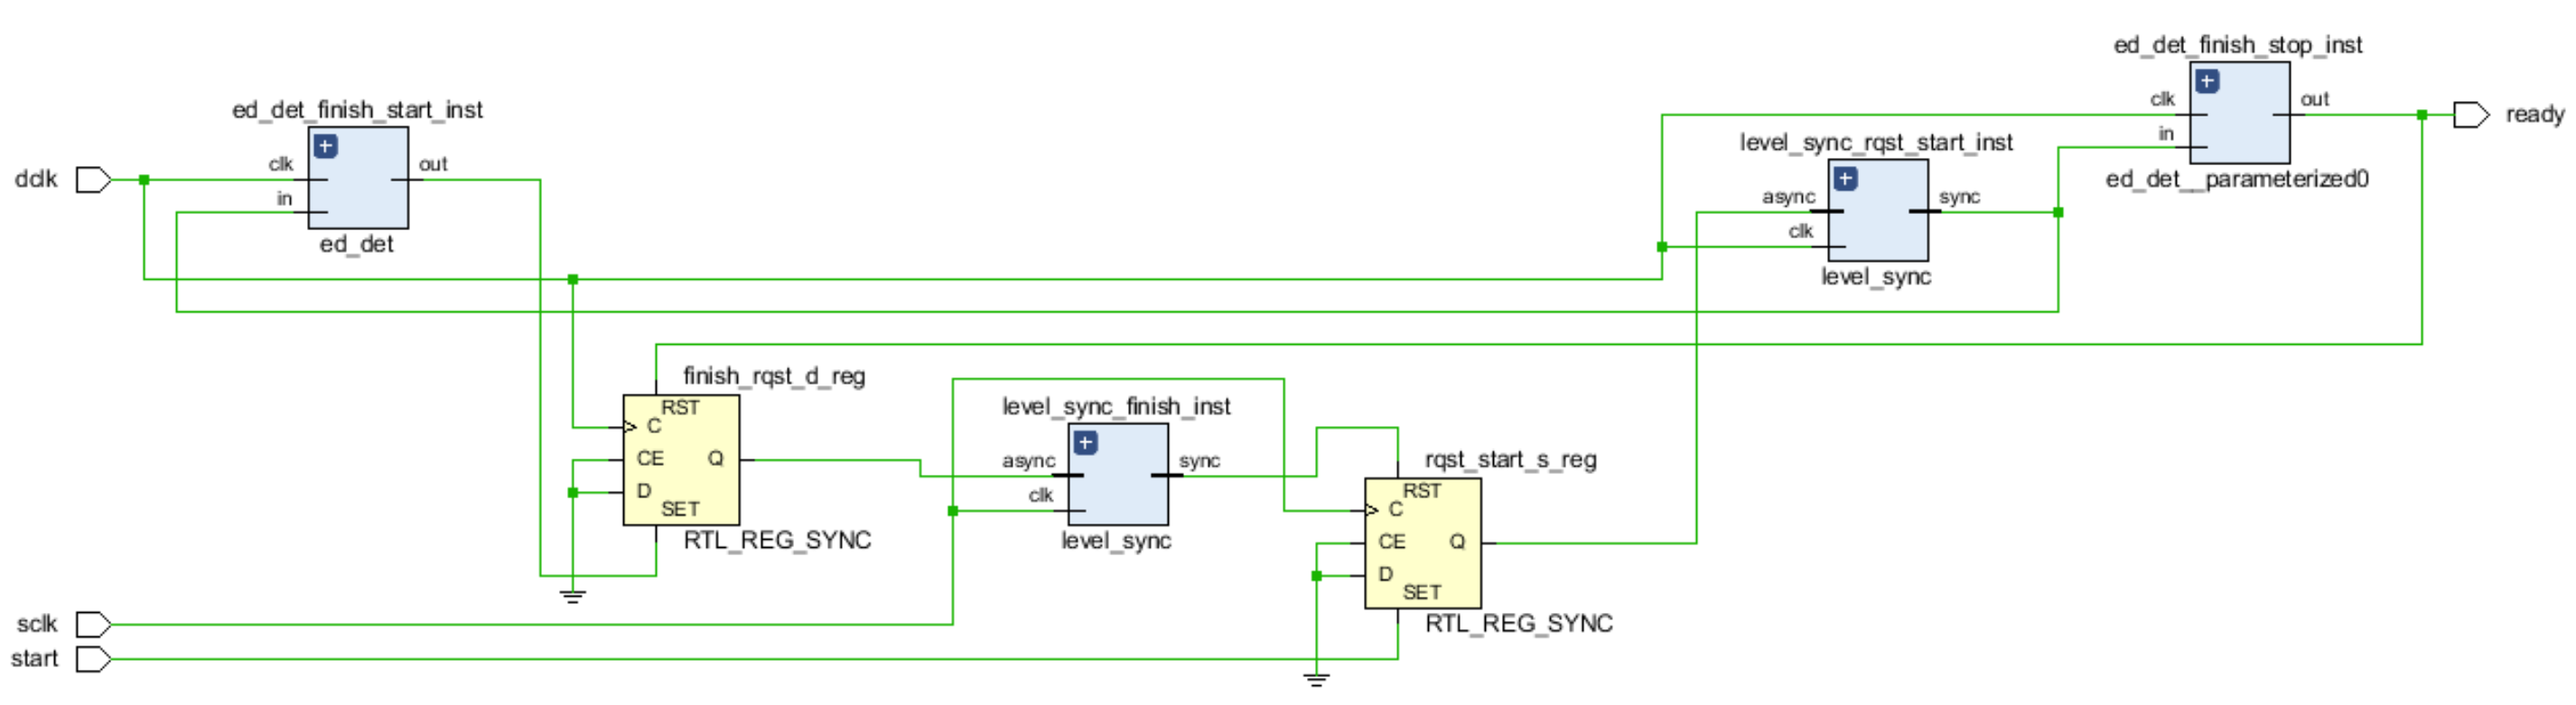 ed_det_finish_stop_inst
clk
out
in
ready
ed_det__parameterized0
level_sync_rqst_start_inst
async
sync
clk
level_sync
ed_det_finish_start_inst
dclk
clk
out
in
ed_det
finish_rqst_d_reg
RST
C
CE
Q
D
SET
RTL_REG_SYNC
level_sync_finish_inst
async
sync
clk
level_sync
rqst_start_s_reg
RST
C
CE
Q
D
SET
RTL_REG_SYNC
sclk
start